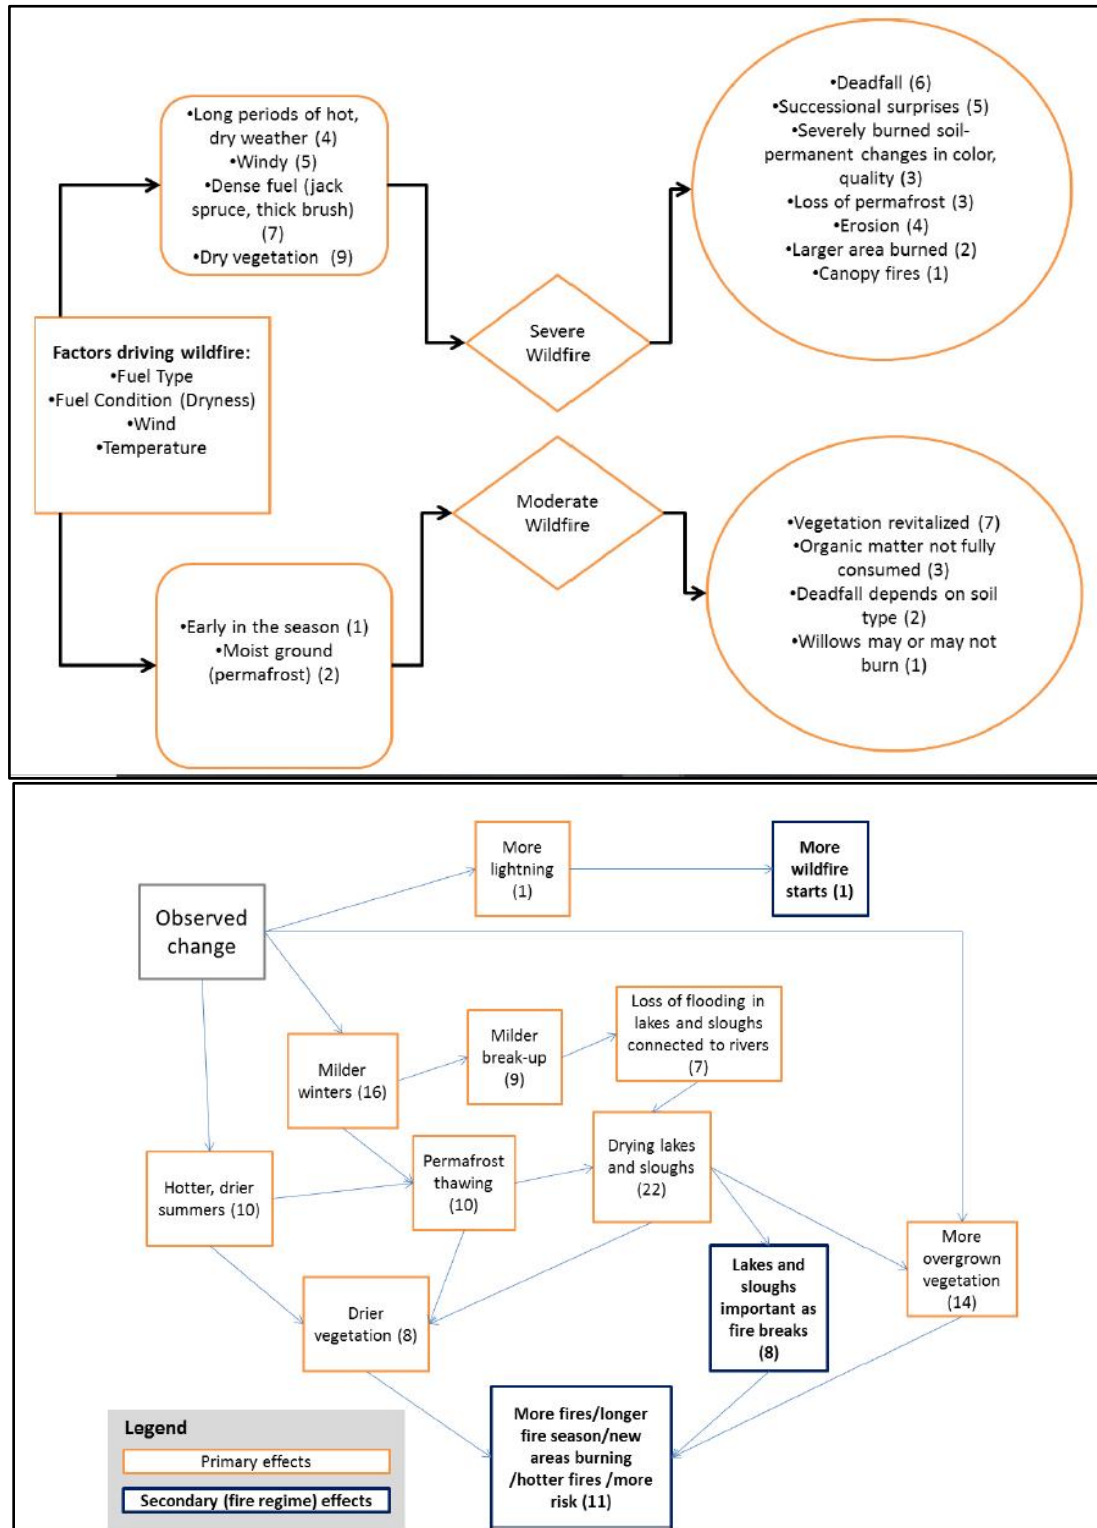 •Long periods of hot,
dry weather (4)
•Windy (5)
•Dense fuel (jack
spruce, thick brush)
(7)
•Dry vegetation (9)
•Deadfall (6)
•Successional surprises (5)
•Severely burned soil-
permanent changes in color,
quality (3)
•Loss of permafrost (3)
•Erosion (4)
•Larger area burned (2)
•Canopy fires (1)
Severe
Wildfire
Factors driving wildfire:
•Fuel Type
•Fuel Condition (Dryness)
•Wind
•Temperature
Moderate
Wildfire
•Early in the season (1)
•Moist ground
(permafrost) (2)
•Vegetation revitalized (7)
•Organic matter not fully
consumed (3)
•Deadfall depends on soil
type (2)
•Willows may or may not
burn (1)
More
lightning
(1)
More
wildfire
starts (1)
Observed
change
Milder
winters (16)
Milder
break-up
(9)
Loss of flooding in
lakes and sloughs
connected to rivers
(7)
Hotter, drier
summers (10)
Permafrost
thawing
(10)
Drying lakes
and sloughs
(22)
More
overgrown
vegetation
(14)
Lakes and
sloughs
important as
fire breaks
(8)
Drier
vegetation (8)
More fires/longer
fire season/new
areas burning
/hotter fires /more
risk (11)
Legend
Primary effects
Secondary (fire regime) effects